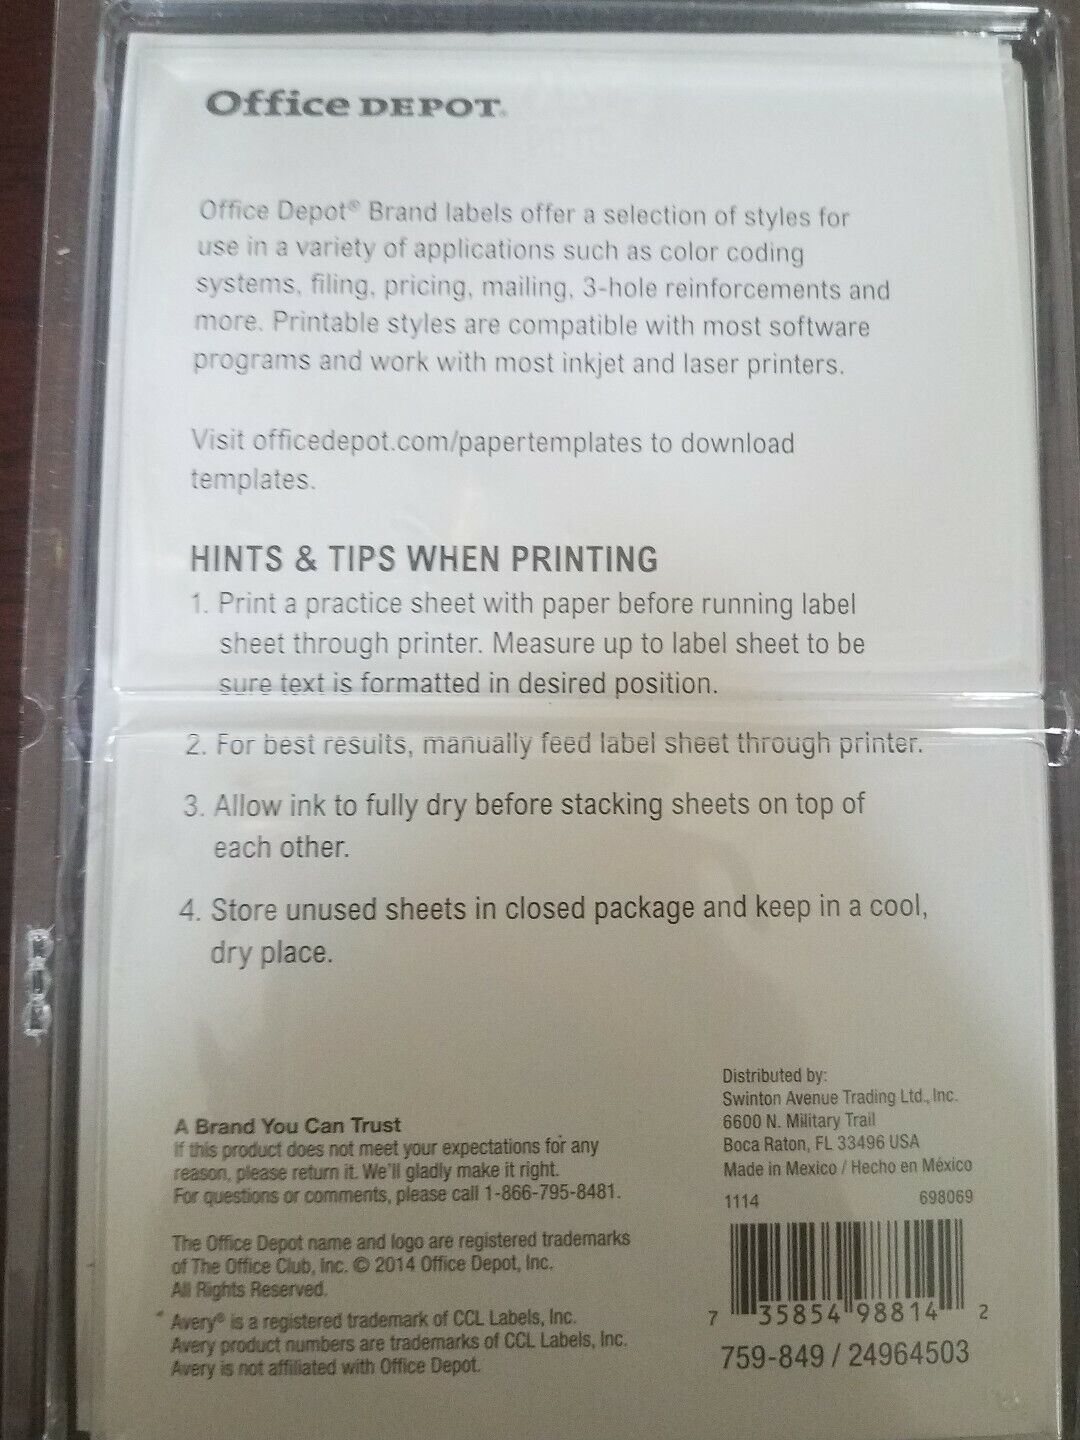 Office DEPOT®
Office Depot® Brand labels offer a selection of styles for
use in a variety of applications such as color coding
systems, filing, pricing, mailing, 3-hole reinforcements and
more. Printable styles are compatible with most software
programs and work with most inkjet and laser printers.
Visit officedepot.com/papertemplates to download
templates.
HINTS & TIPS WHEN PRINTING
1. Print a practice sheet with paper before running label
sheet through printer. Measure up to label sheet to be
sure text is formatted in desired position.
2. For best results, manually feed label sheet through printer.
3. Allow ink to fully dry before stacking sheets on top of
each other.
4. Store unused sheets in closed package and keep in a cool,
dry place.
A Brand You Can Trust
If this product does not meet your expectations for any
reason, please return it. We'll gladly make it right.
For questions or comments, please call 1-866-795-8481.
The Office Depot name and logo are registered trademarks
of The Office Club, Inc. © 2014 Office Depot, Inc.
All Rights Reserved.
* Avery® is a registered trademark of CCL Labels, Inc.
Avery product numbers are trademarks of CCL Labels, Inc.
Avery is not affiliated with Office Depot.
Distributed by:
Swinton Avenue Trading Ltd., Inc.
6600 N. Military Trail
Boca Raton, FL 33496 USA
Made in Mexico / Hecho en México
1114 698069
7 35854 98814 2
759-849 / 24964503